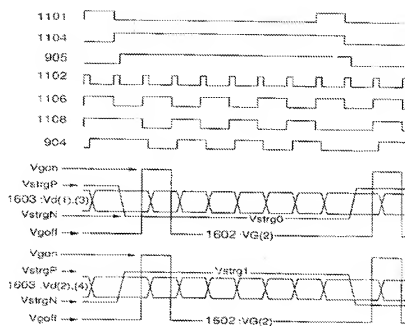 1101
1104
905
1102
1106
1108
904
Vgon
VstrgP
1603 :Vd(1),(3)
VstrgN
Vstrg0
Vgoff
1602 :VG(2)
Vgon
VstrgP
Vstrg1
1603 :Vd(2),(4)
VstrgN
Vgoff
1502 :VG(2)